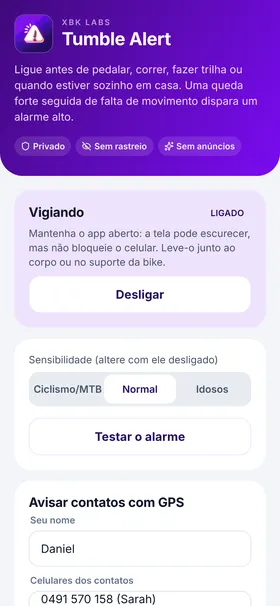 XBK LABS
Tumble Alert
Ligue antes de pedalar, correr, fazer trilha ou
quando estiver sozinho em casa. Uma queda
forte seguida de falta de movimento dispara um
alarme alto.
Privado
Sem rastreio
Sem anúncios
Vigiando
LIGADO
Mantenha o app aberto: a tela pode escurecer,
mas não bloqueie o celular. Leve-o junto ao
corpo ou no suporte da bike.
Desligar
Sensibilidade (altere com ele desligado)
Ciclismo/MTB
Normal
Idosos
Testar o alarme
Avisar contatos com GPS
Seu nome
Daniel
Celulares dos contatos
0491 570 158 (Sarah)